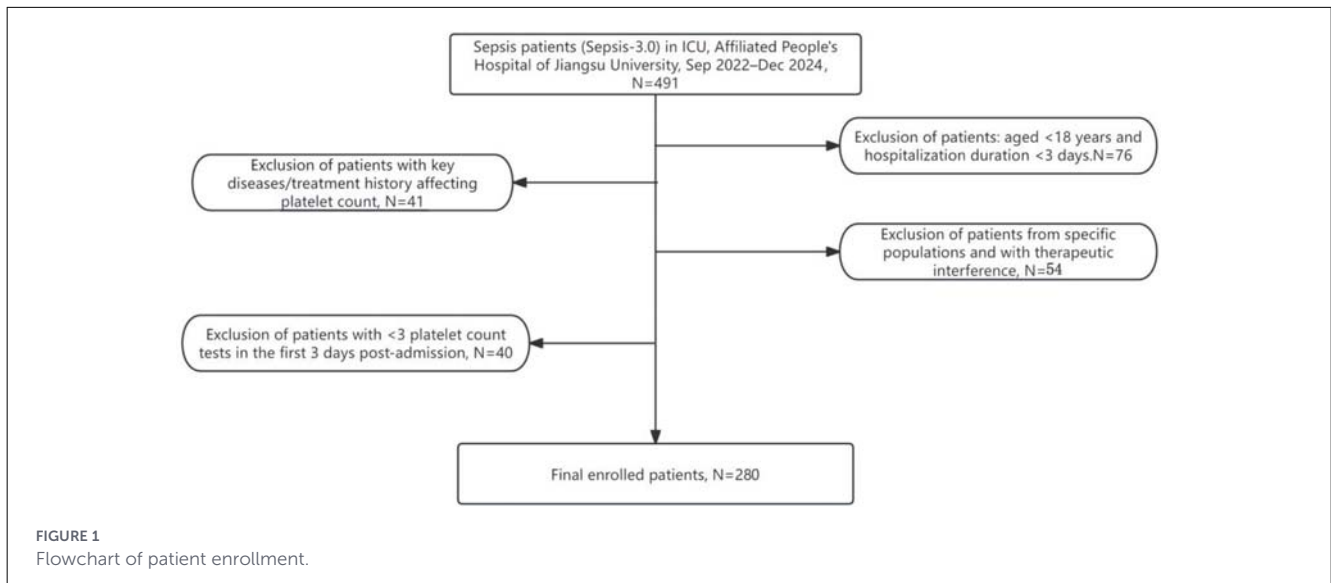 Sepsis patients (Sepsis-3.0) in ICU, Affiliated People's
Hospital of Jiangsu University, Sep 2022–Dec 2024,
N=491
Exclusion of patients: aged <18 years and
hospitalization duration <3 days.N=76
Exclusion of patients with key
diseases/treatment history affecting
platelet count, N=41
Exclusion of patients from specific
populations and with therapeutic
interference, N=54
Exclusion of patients with <3 platelet count
tests in the first 3 days post-admission, N=40
Final enrolled patients, N=280
FIGURE 1
Flowchart of patient enrollment.